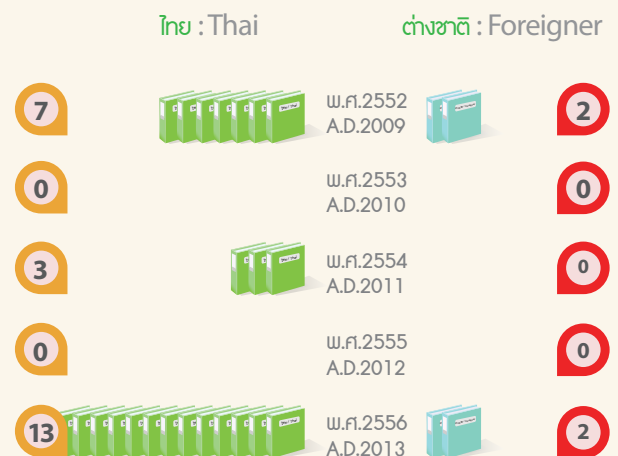 ไทย : Thai ต่างชาติ : Foreigner
7 พ.ศ.2552 2
A.D.2009
0 พ.ศ.2553 0
A.D.2010
3 พ.ศ.2554 0
A.D.2011
0 พ.ศ.2555 0
A.D.2012
13 พ.ศ.2556 2
A.D.2013